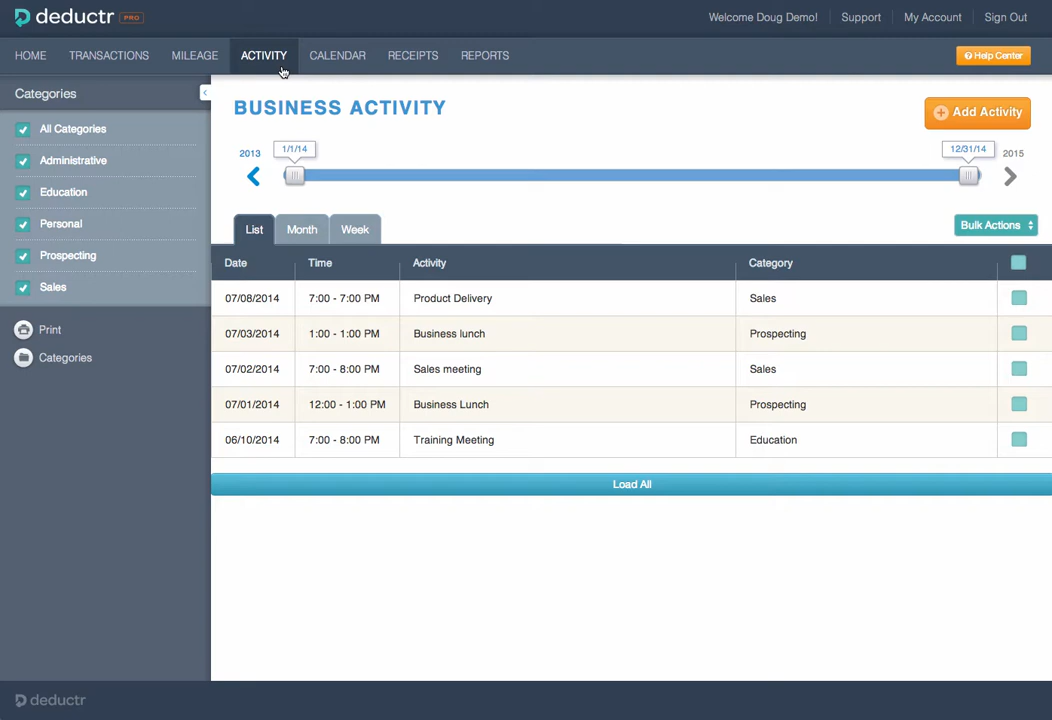 deductr PRO
Welcome Doug Demo! Support My Account Sign Out
HOME TRANSACTIONS MILEAGE ACTIVITY CALENDAR RECEIPTS REPORTS
Help Center
Categories
All Categories
Administrative
Education
Personal
Prospecting
Sales
Print
Categories
BUSINESS ACTIVITY
Add Activity
2013 1/1/14 12/31/14 2015
List Month Week
Bulk Actions
Date Time Activity Category
07/08/2014 7:00 - 7:00 PM Product Delivery Sales
07/03/2014 1:00 - 1:00 PM Business lunch Prospecting
07/02/2014 7:00 - 8:00 PM Sales meeting Sales
07/01/2014 12:00 - 1:00 PM Business Lunch Prospecting
06/10/2014 7:00 - 8:00 PM Training Meeting Education
Load All
deductr